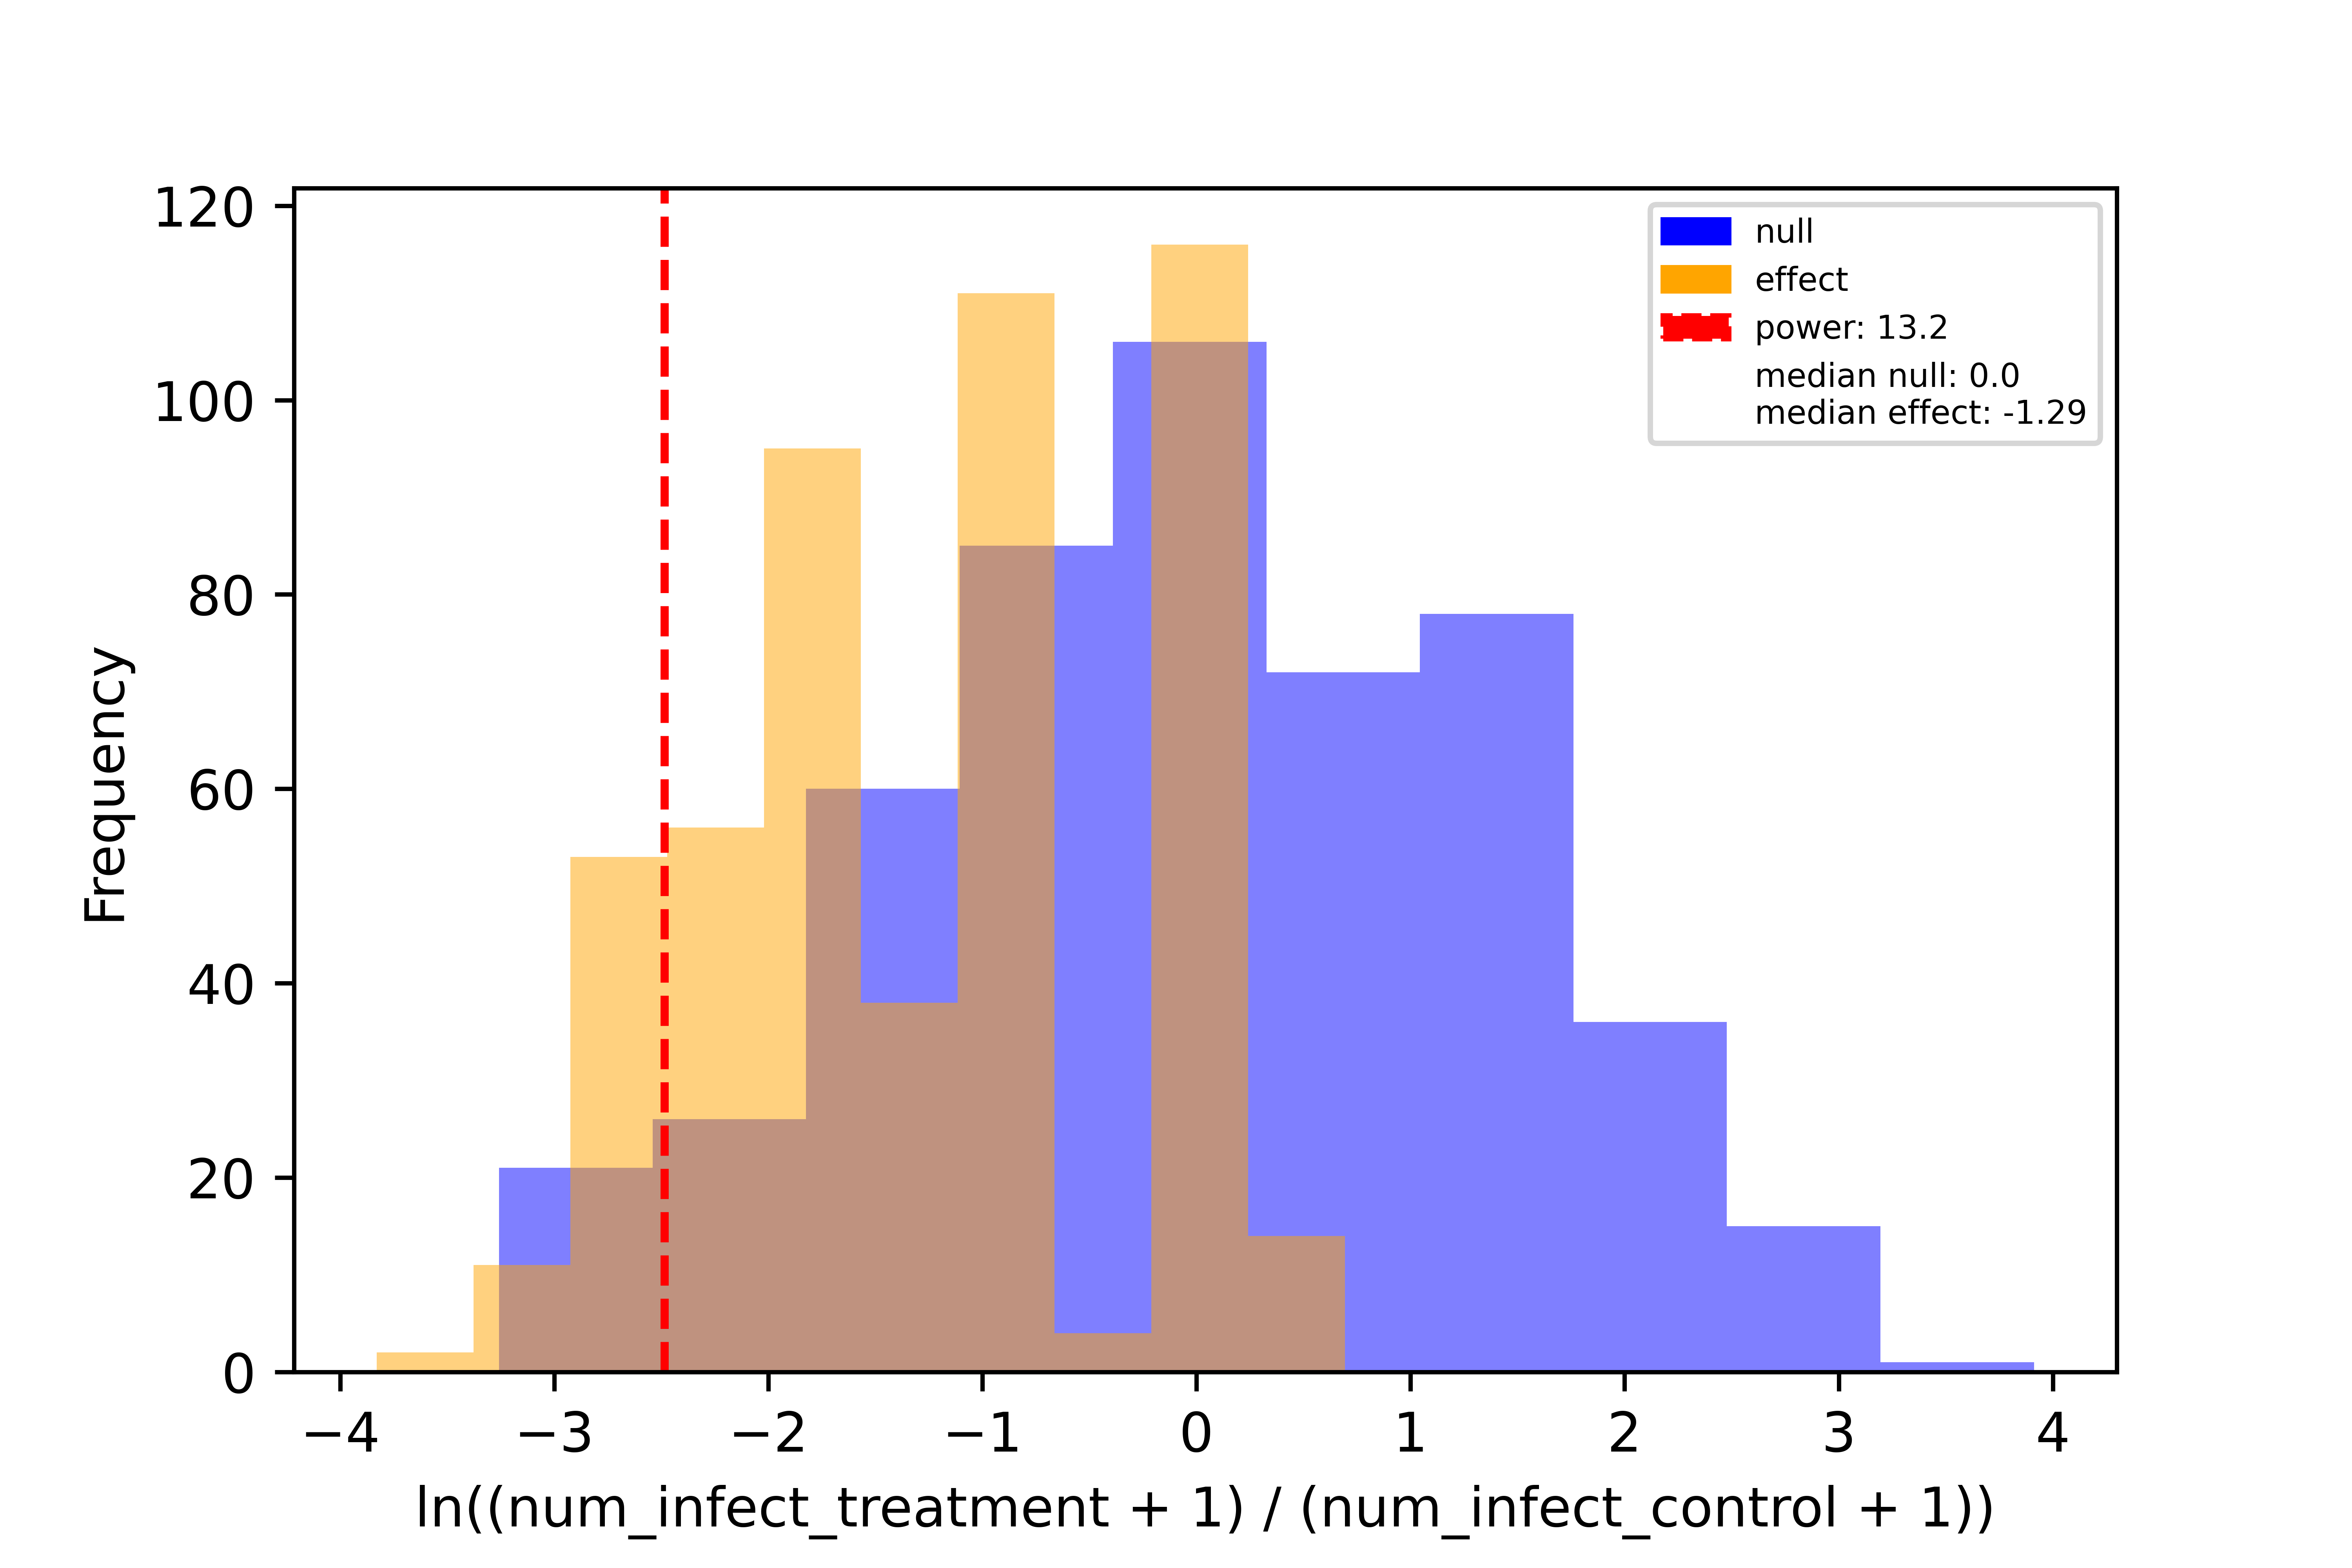 120
100
80
60
40
20
0
Frequency
null
effect
power: 13.2
median null: 0.0
median effect: -1.29
−4 −3 −2 −1 0 1 2 3 4
ln((num_infect_treatment + 1) / (num_infect_control + 1))